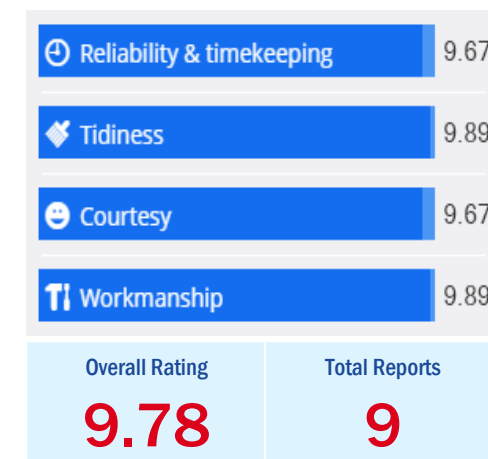 Reliability & timekeeping 9.67
Tidiness 9.89
Courtesy 9.67
Workmanship 9.89
Overall Rating Total Reports
9.78 9